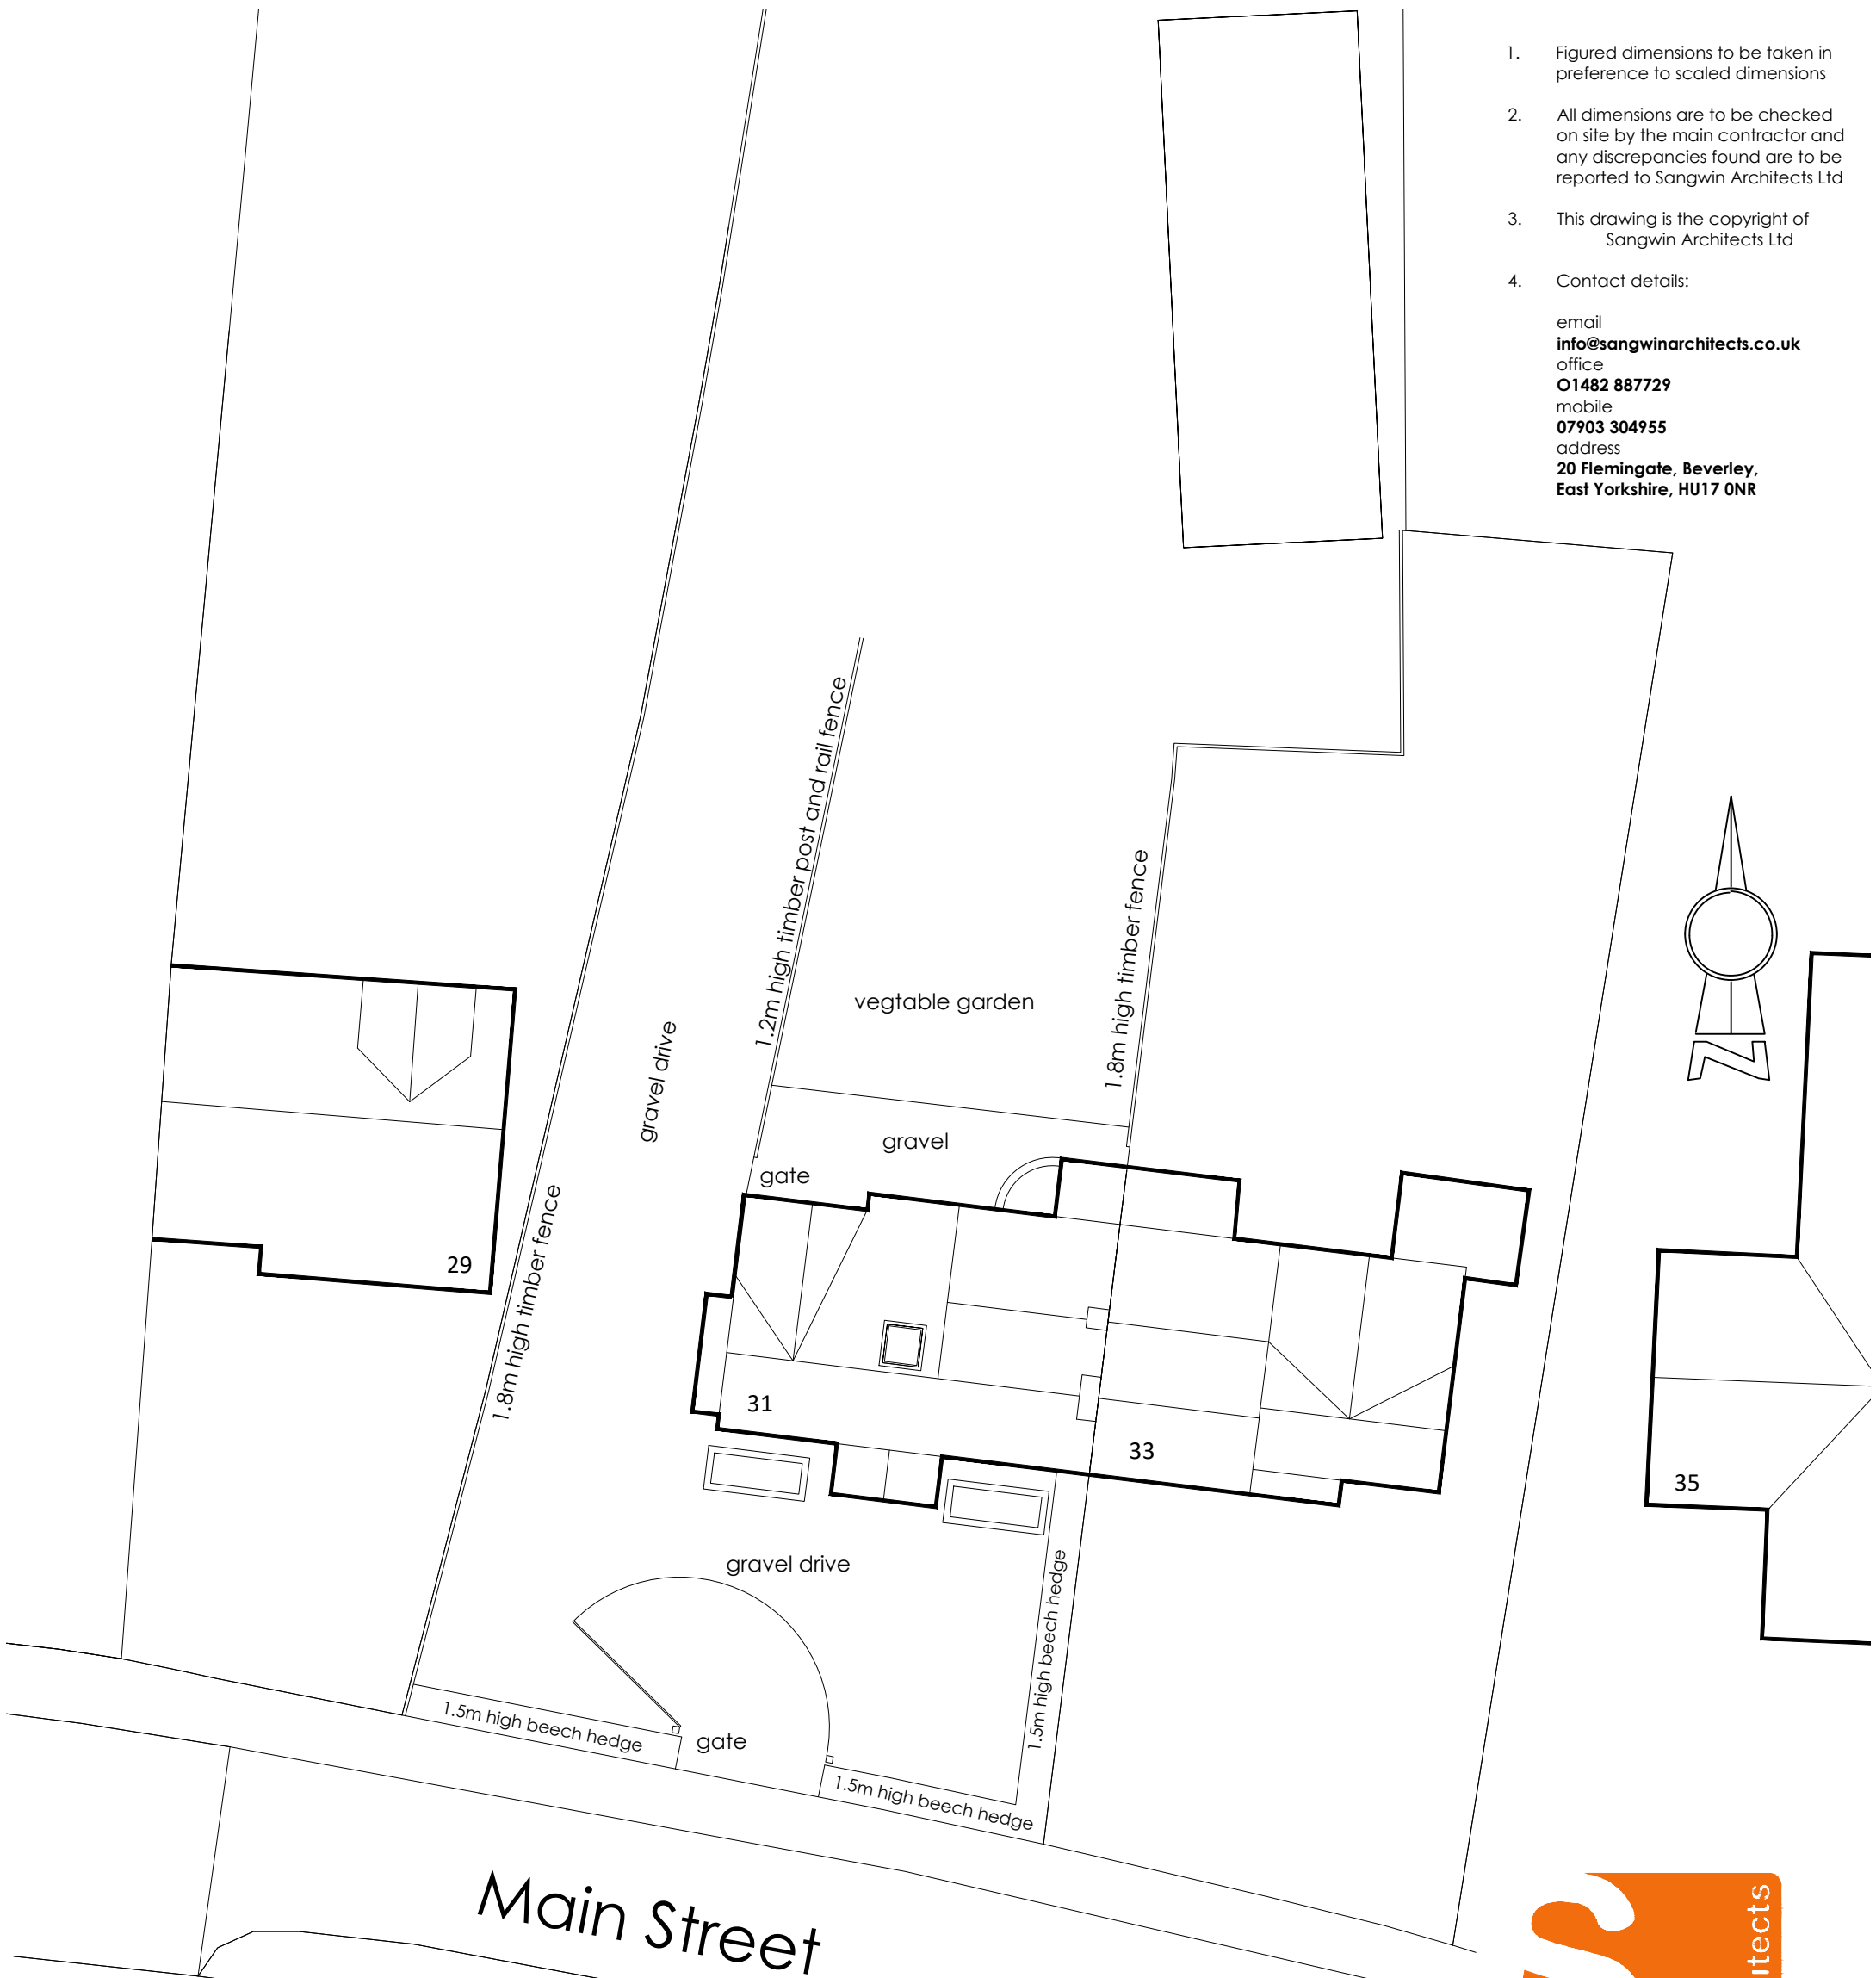 1. Figured dimensions to be taken in
preference to scaled dimensions
2. All dimensions are to be checked
on site by the main contractor and
any discrepancies found are to be
reported to Sangwin Architects Ltd
3. This drawing is the copyright of
Sangwin Architects Ltd
4. Contact details:
email
info@sangwinarchitects.co.uk
office
O1482 887729
mobile
07903 304955
address
20 Flemingate, Beverley,
East Yorkshire, HU17 0NR
1.2m high timber post and rail fence
1.8m high timber fence
vegtable garden
gravel drive
gravel
gate
N
29
1.8m high timber fence
31
33
35
gravel drive
1.5m high beech hedge
1.5m high beech hedge
gate
1.5m high beech hedge
Main Street
S
itects